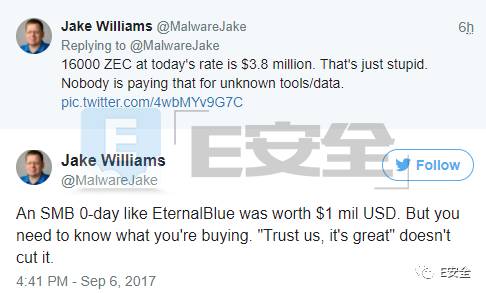 Jake Williams @MalwareJake
6h
Replying to @MalwareJake
16000 ZEC at today's rate is $3.8 million. That's just stupid.
Nobody is paying that for unknown tools/data.
pic.twitter.com/4wbMYv9G7C
E安全
Jake Williams
@MalwareJake
Follow
An SMB 0-day like EternalBlue was worth $1 mil USD. But you
need to know what you're buying. "Trust us, it's great" doesn't
cut it.
4:41 PM - Sep 6, 2017
E安全